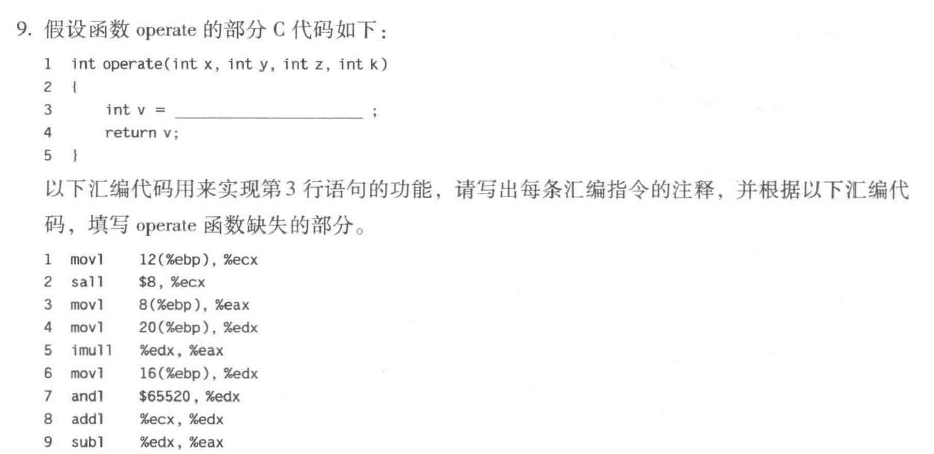 9. 假设函数 operate 的部分 C 代码如下：
1 int operate(int x, int y, int z, int k)
2 {
3 int v = ____________________ ;
4 return v;
5 }
以下汇编代码用来实现第3 行语句的功能，请写出每条汇编指令的注释，并根据以下汇编代
码，填写 operate 函数缺失的部分。
1 movl 12(%ebp), %ecx
2 sall $8, %ecx
3 movl 8(%ebp), %eax
4 movl 20(%ebp), %edx
5 imull %edx, %eax
6 movl 16(%ebp), %edx
7 andl $65520, %edx
8 addl %ecx, %edx
9 subl %edx, %eax